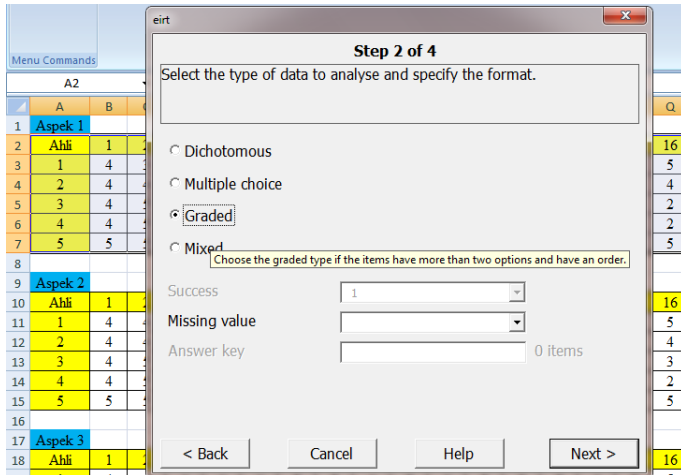 eirt
Step 2 of 4
Select the type of data to analyse and specify the format.
Dichotomous
Multiple choice
Graded
Mixed
Choose the graded type if the items have more than two options and have an order.
Success 1
Missing value
Answer key 0 items
< Back Cancel Help Next >
Menu Commands
A2
A B Q
1 Aspek 1
2 Ahli 1 16
3 1 4 5
4 2 4 4
5 3 4 2
6 4 4 2
7 5 5 5
8
9 Aspek 2
10 Ahli 1 16
11 1 4 5
12 2 4 4
13 3 4 3
14 4 4 2
15 5 5 5
16
17 Aspek 3
18 Ahli 1 16